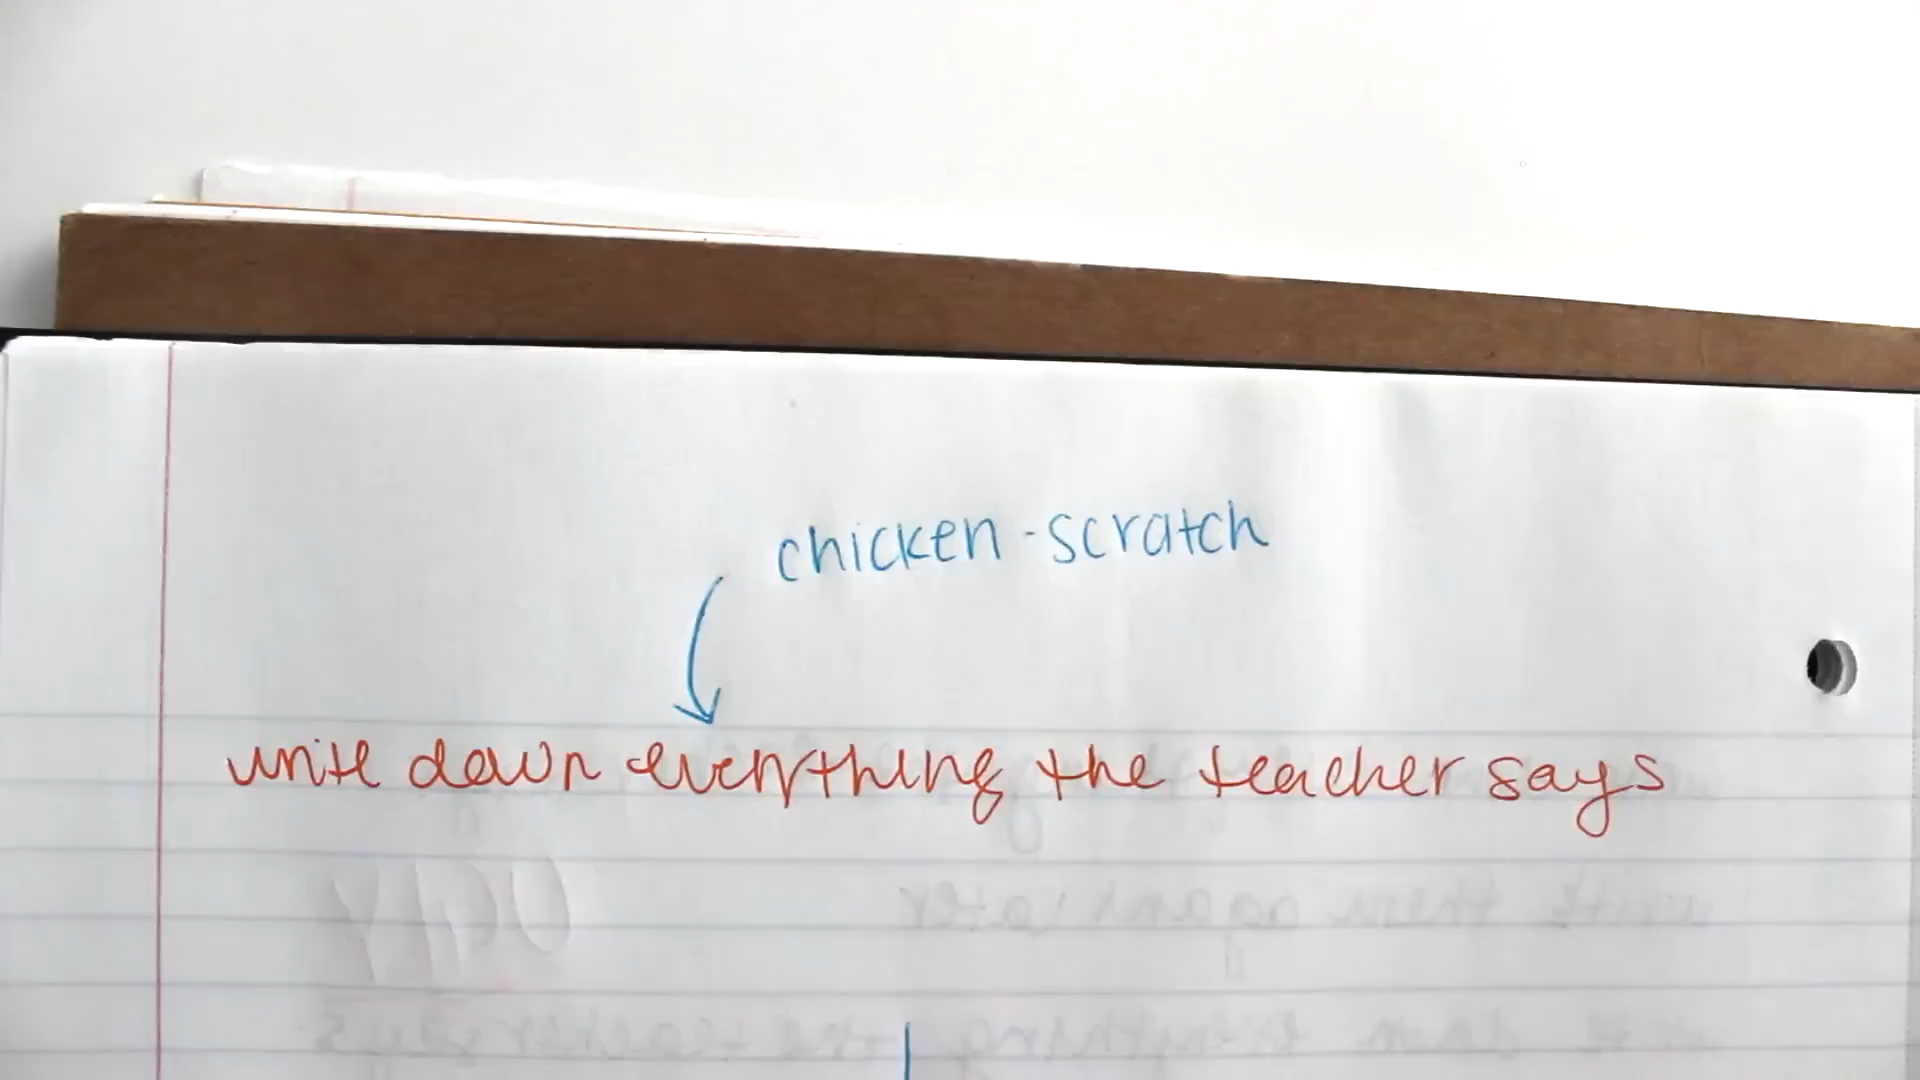 chicken-scratch
write down everything the teacher says